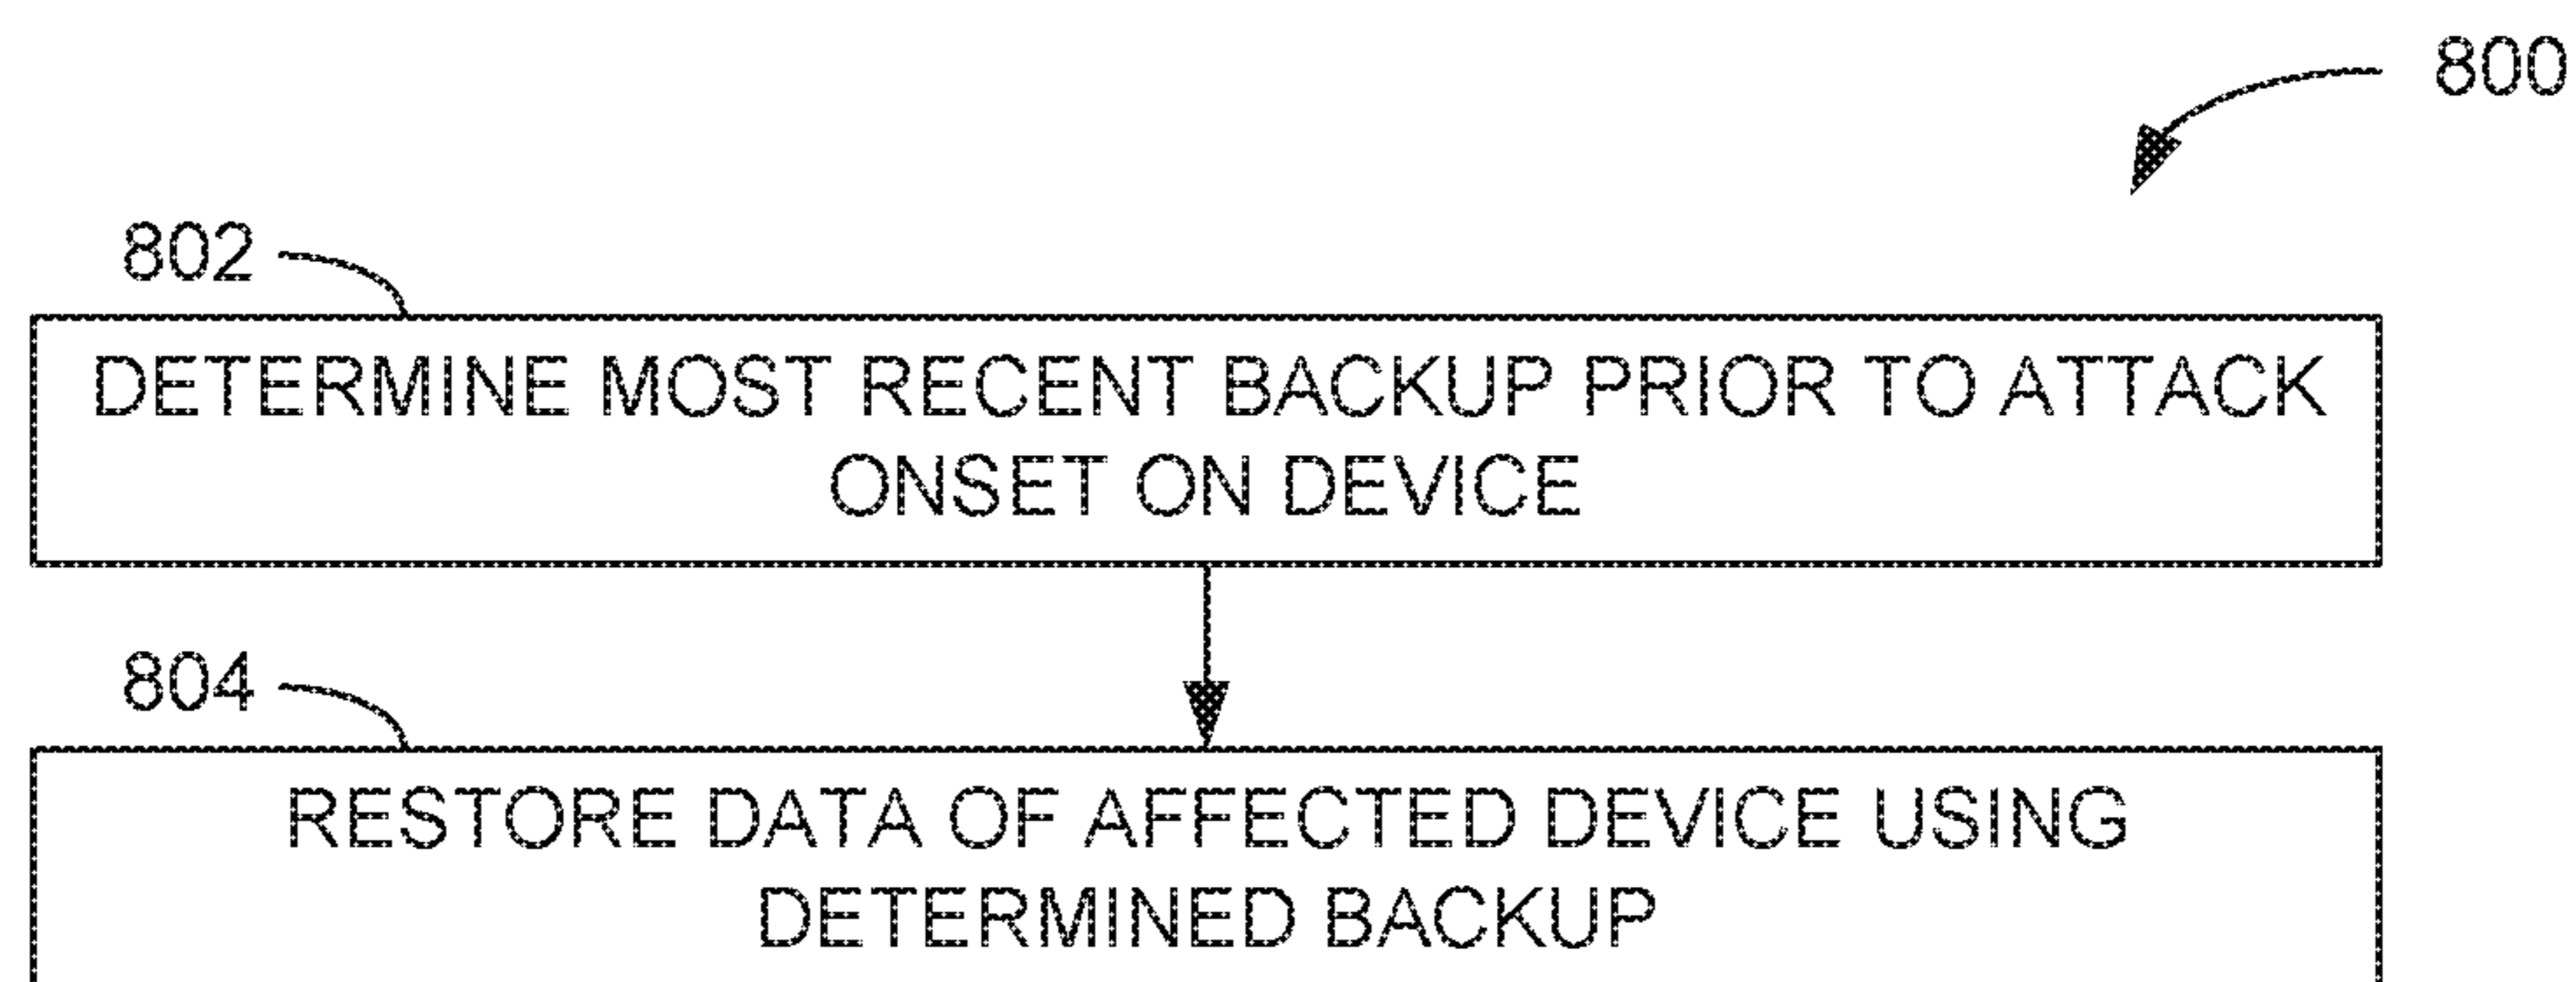 800
802
DETERMINE MOST RECENT BACKUP PRIOR TO ATTACK
ONSET ON DEVICE
804
RESTORE DATA OF AFFECTED DEVICE USING
DETERMINED BACKUP